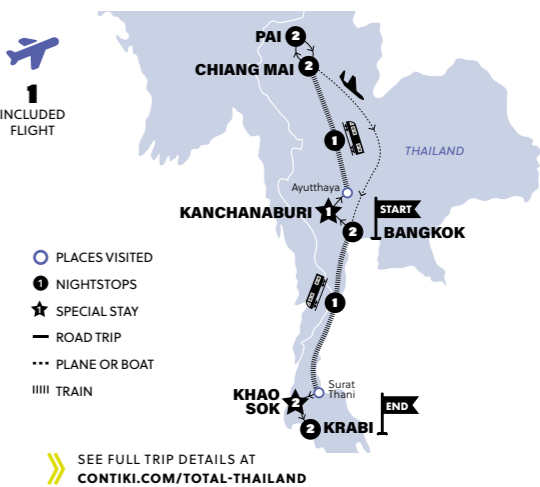 PAI 2
CHIANG MAI 2
1
INCLUDED
FLIGHT
1
THAILAND
Ayutthaya
KANCHANABURI 1
START
2 BANGKOK
PLACES VISITED
1 NIGHTSTOPS
1 SPECIAL STAY
ROAD TRIP
PLANE OR BOAT
TRAIN
1
Surat
Thani
KHAO
SOK 2
END
2 KRABI
SEE FULL TRIP DETAILS AT
CONTIKI.COM/TOTAL-THAILAND